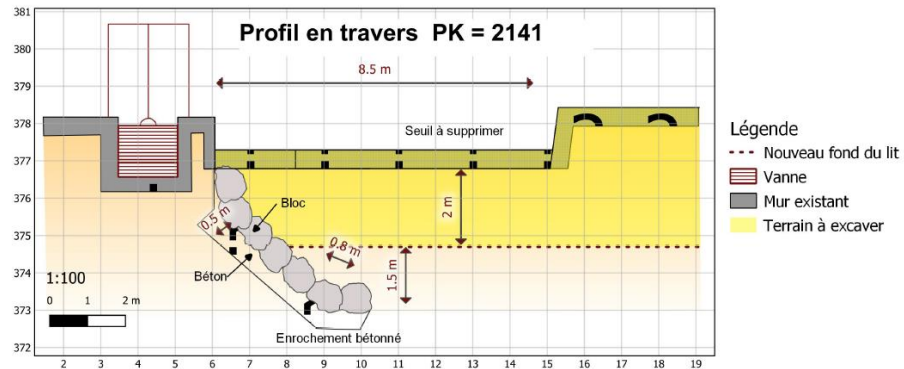 Profil en travers PK = 2141
381
380
379
378
377
376
375
374
373
372
8.5 m
Seuil à supprimer
2 m
Bloc
0.5 m
0.8 m
1.5 m
Béton
1:100
0 1 2 m
Enrochement bétonné
2 3 4 5 6 7 8 9 10 11 12 13 14 15 16 17 18 19
Légende
Nouveau fond du lit
Vanne
Mur existant
Terrain à excaver